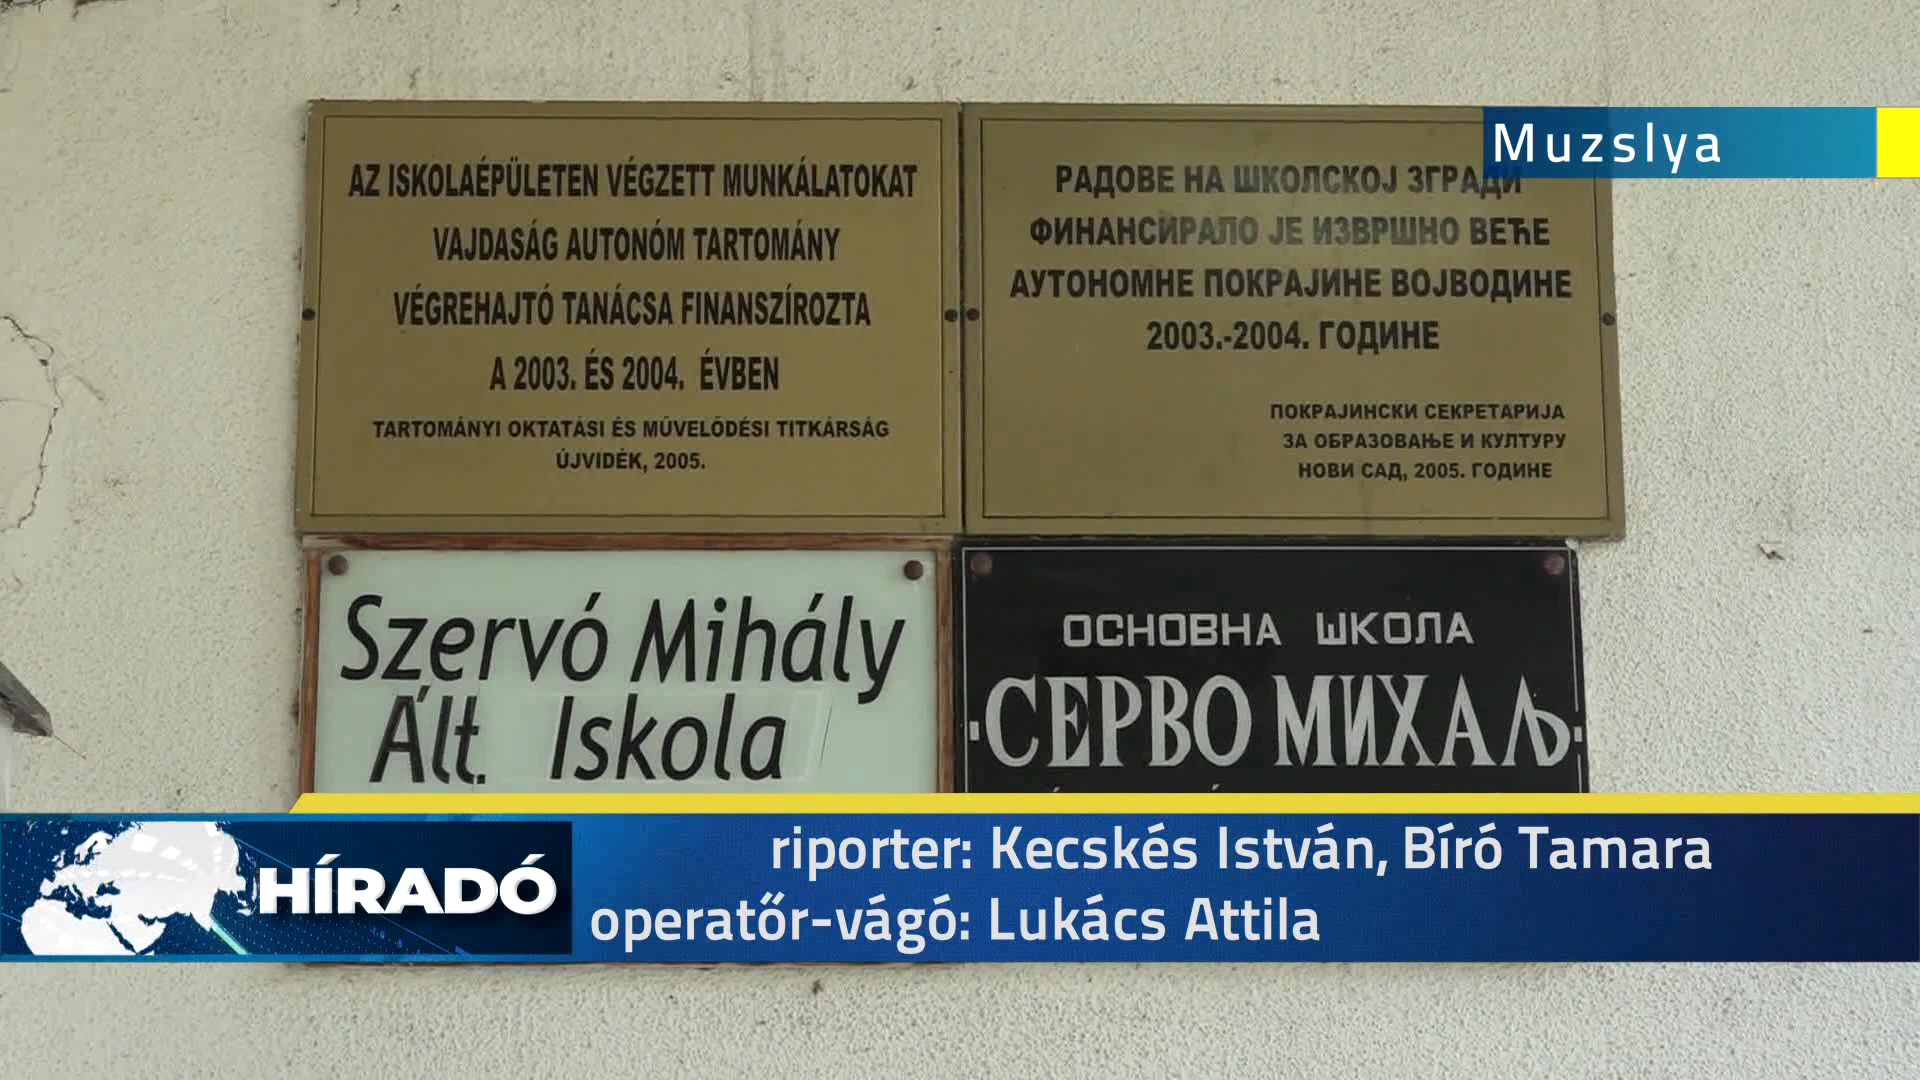 AZ ISKOLAÉPÜLETEN VÉGZETT MUNKÁLATOKAT
VAJDASÁG AUTONÓM TARTOMÁNY
VÉGREHAJTÓ TANÁCSA FINANSZÍROZTA
A 2003. ÉS 2004. ÉVBEN
TARTOMÁNYI OKTATÁSI ÉS MŰVELŐDÉSI TITKÁRSÁG
ÚJVIDÉK, 2005.
Muzslya
РАДОВЕ НА ШКОЛСКОЈ ЗГРАДИ
ФИНАНСИРАЛО ЈЕ ИЗВРШНО ВЕЋЕ
АУТОНОМНЕ ПОКРАЈИНЕ ВОЈВОДИНЕ
2003.-2004. ГОДИНЕ
ПОКРАЈИНСКИ СЕКРЕТАРИЈА
ЗА ОБРАЗОВАЊЕ И КУЛТУРУ
НОВИ САД, 2005. ГОДИНЕ
Szervó Mihály
Ált. Iskola
ОСНОВНА ШКОЛА
СЕРВО МИХАЉ
HÍRADÓ
riporter: Kecskés István, Bíró Tamara
operatőr-vágó: Lukács Attila